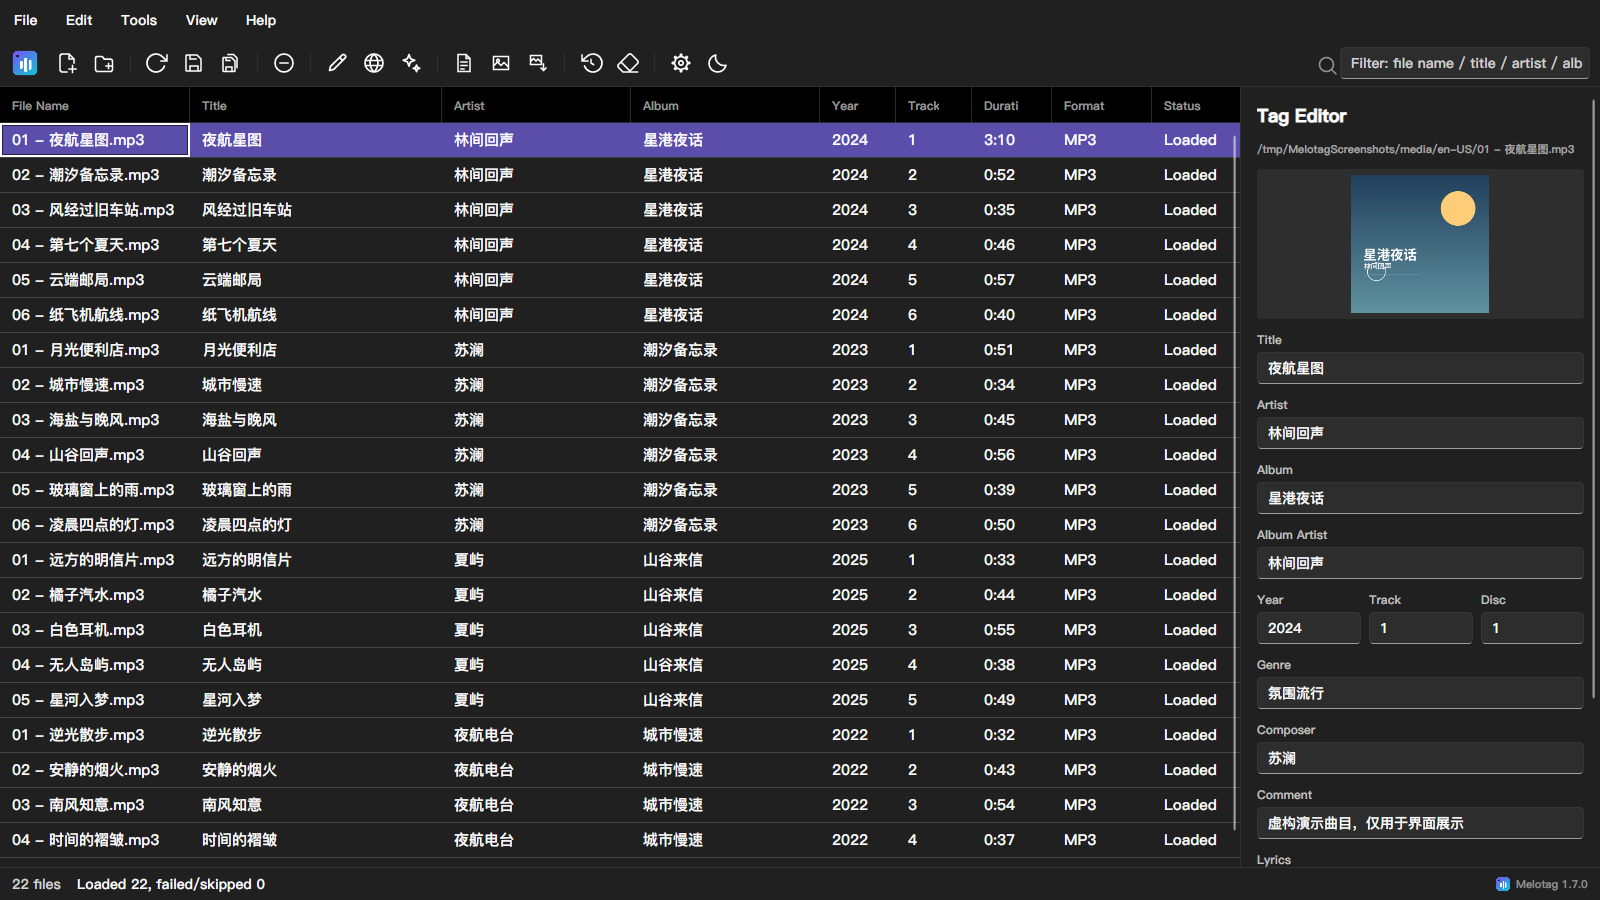 File Edit Tools View Help
Filter: file name / title / artist / alb
File Name Title Artist Album Year Track Durati Format Status
01 – 夜航星图.mp3 夜航星图 林间回声 星港夜话 2024 1 3:10 MP3 Loaded
02 – 潮汐备忘录.mp3 潮汐备忘录 林间回声 星港夜话 2024 2 0:52 MP3 Loaded
03 – 风经过旧车站.mp3 风经过旧车站 林间回声 星港夜话 2024 3 0:35 MP3 Loaded
04 – 第七个夏天.mp3 第七个夏天 林间回声 星港夜话 2024 4 0:46 MP3 Loaded
05 – 云端邮局.mp3 云端邮局 林间回声 星港夜话 2024 5 0:57 MP3 Loaded
06 – 纸飞机航线.mp3 纸飞机航线 林间回声 星港夜话 2024 6 0:40 MP3 Loaded
01 – 月光便利店.mp3 月光便利店 苏澜 潮汐备忘录 2023 1 0:51 MP3 Loaded
02 – 城市慢速.mp3 城市慢速 苏澜 潮汐备忘录 2023 2 0:34 MP3 Loaded
03 – 海盐与晚风.mp3 海盐与晚风 苏澜 潮汐备忘录 2023 3 0:45 MP3 Loaded
04 – 山谷回声.mp3 山谷回声 苏澜 潮汐备忘录 2023 4 0:56 MP3 Loaded
05 – 玻璃窗上的雨.mp3 玻璃窗上的雨 苏澜 潮汐备忘录 2023 5 0:39 MP3 Loaded
06 – 凌晨四点的灯.mp3 凌晨四点的灯 苏澜 潮汐备忘录 2023 6 0:50 MP3 Loaded
01 – 远方的明信片.mp3 远方的明信片 夏屿 山谷来信 2025 1 0:33 MP3 Loaded
02 – 橘子汽水.mp3 橘子汽水 夏屿 山谷来信 2025 2 0:44 MP3 Loaded
03 – 白色耳机.mp3 白色耳机 夏屿 山谷来信 2025 3 0:55 MP3 Loaded
04 – 无人岛屿.mp3 无人岛屿 夏屿 山谷来信 2025 4 0:38 MP3 Loaded
05 – 星河入梦.mp3 星河入梦 夏屿 山谷来信 2025 5 0:49 MP3 Loaded
01 – 逆光散步.mp3 逆光散步 夜航电台 城市慢速 2022 1 0:32 MP3 Loaded
02 – 安静的烟火.mp3 安静的烟火 夜航电台 城市慢速 2022 2 0:43 MP3 Loaded
03 – 南风知意.mp3 南风知意 夜航电台 城市慢速 2022 3 0:54 MP3 Loaded
04 – 时间的褶皱.mp3 时间的褶皱 夜航电台 城市慢速 2022 4 0:37 MP3 Loaded
Tag Editor
/tmp/MelotagScreenshots/media/en-US/01 – 夜航星图.mp3
星港夜话
林间回声
Title
夜航星图
Artist
林间回声
Album
星港夜话
Album Artist
林间回声
Year Track Disc
2024 1 1
Genre
氛围流行
Composer
苏澜
Comment
虚构演示曲目，仅用于界面展示
Lyrics
22 files Loaded 22, failed/skipped 0
Melotag 1.7.0